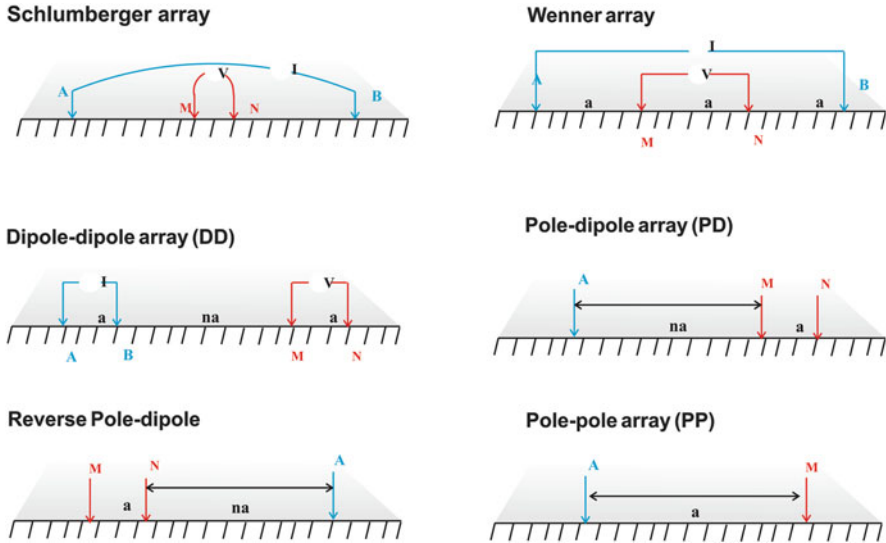 Schlumberger array
V
I
A
M
N
B
Wenner array
I
A
V
B
a
a
a
M
N
Dipole-dipole array (DD)
I
V
a
na
a
A
B
M
N
Pole-dipole array (PD)
A
M
N
na
a
Reverse Pole-dipole
M
N
A
a
na
Pole-pole array (PP)
A
M
a